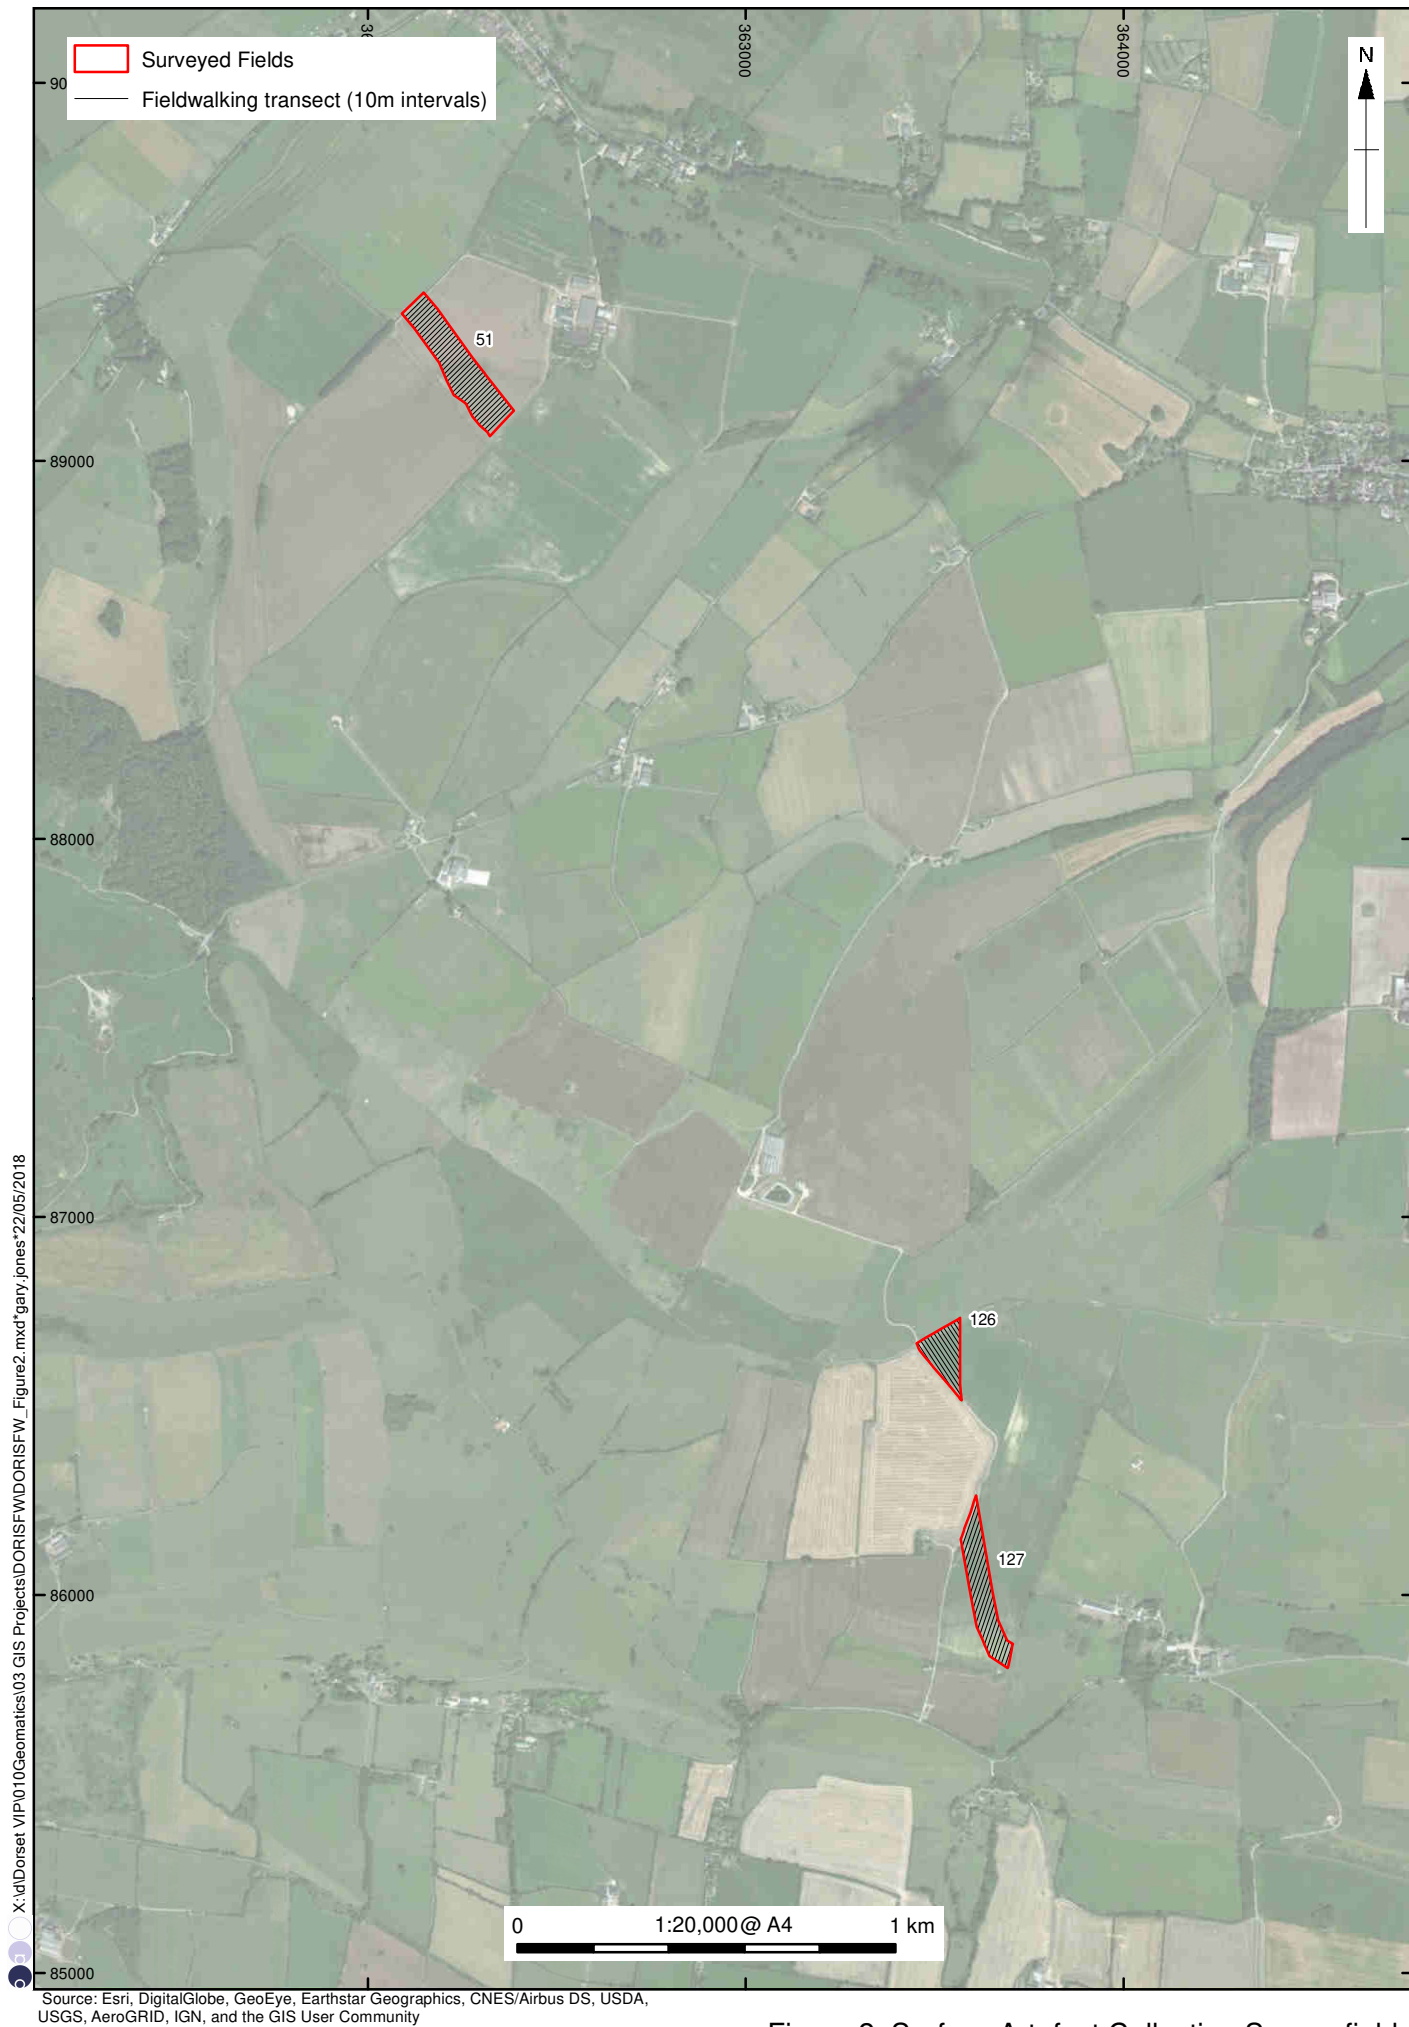 363000
364000
Surveyed Fields
Fieldwalking transect (10m intervals)
N
51
89000
88000
87000
126
127
86000
85000
0 1:20,000@ A4 1 km
X:\d\Dorset VIP\010Geomatics\03 GIS Projects\DORISFW\DORISFW_Figure2.mxd*gary.jones*22/05/2018
Source: Esri, DigitalGlobe, GeoEye, Earthstar Geographics, CNES/Airbus DS, USDA,
USGS, AeroGRID, IGN, and the GIS User Community